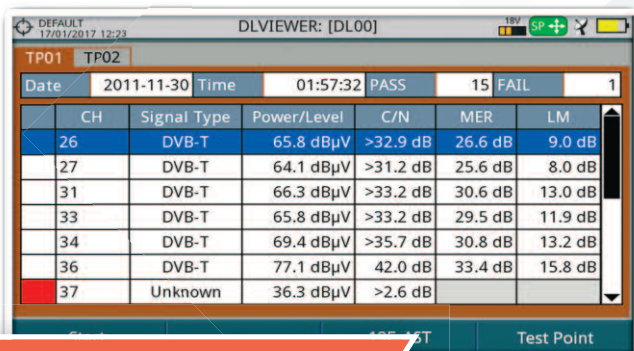 DEFAULT
17/01/2017 12:23
DLVIEWER: [DL00]
18V
SP
TP01 TP02
Date 2011-11-30 Time 01:57:32 PASS 15 FAIL 1
CH Signal Type Power/Level C/N MER LM
26 DVB-T 65.8 dBµV >32.9 dB 26.6 dB 9.0 dB
27 DVB-T 64.1 dBµV >31.2 dB 25.6 dB 8.0 dB
31 DVB-T 66.3 dBµV >33.2 dB 30.6 dB 13.0 dB
33 DVB-T 65.8 dBµV >33.2 dB 29.5 dB 11.9 dB
34 DVB-T 69.4 dBµV >35.7 dB 30.8 dB 13.2 dB
36 DVB-T 77.1 dBµV 42.0 dB 33.4 dB 15.8 dB
37 Unknown 36.3 dBµV >2.6 dB
Test Point